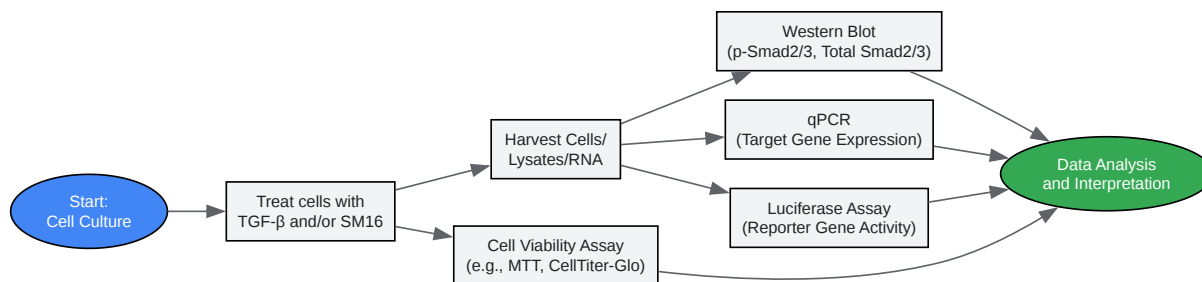 Start:
Cell Culture
Treat cells with
TGF-β and/or SM16
Harvest Cells/
Lysates/RNA
Cell Viability Assay
(e.g., MTT, CellTiter-Glo)
Western Blot
(p-Smad2/3, Total Smad2/3)
qPCR
(Target Gene Expression)
Luciferase Assay
(Reporter Gene Activity)
Data Analysis
and Interpretation